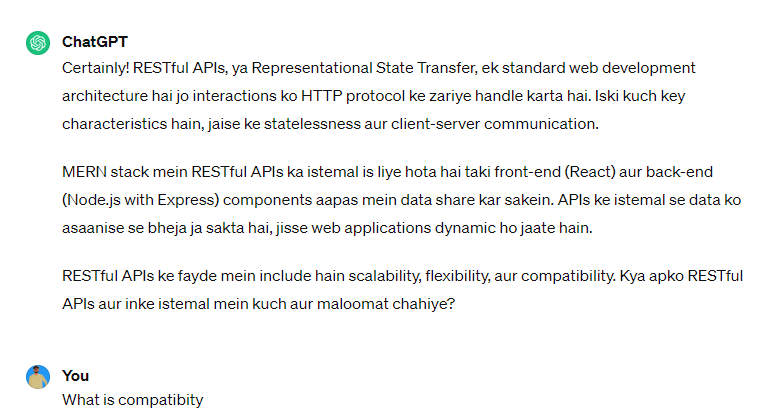 ChatGPT
Certainly! RESTful APIs, ya Representational State Transfer, ek standard web development
architecture hai jo interactions ko HTTP protocol ke zariye handle karta hai. Iski kuch key
characteristics hain, jaise ke statelessness aur client-server communication.
MERN stack mein RESTful APIs ka istemal is liye hota hai taki front-end (React) aur back-end
(Node.js with Express) components aapas mein data share kar sakein. APIs ke istemal se data ko
asaanise se bheja ja sakta hai, jisse web applications dynamic ho jaate hain.
RESTful APIs ke fayde mein include hain scalability, flexibility, aur compatibility. Kya apko RESTful
APIs aur inke istemal mein kuch aur maloomat chahiye?
You
What is compatibity